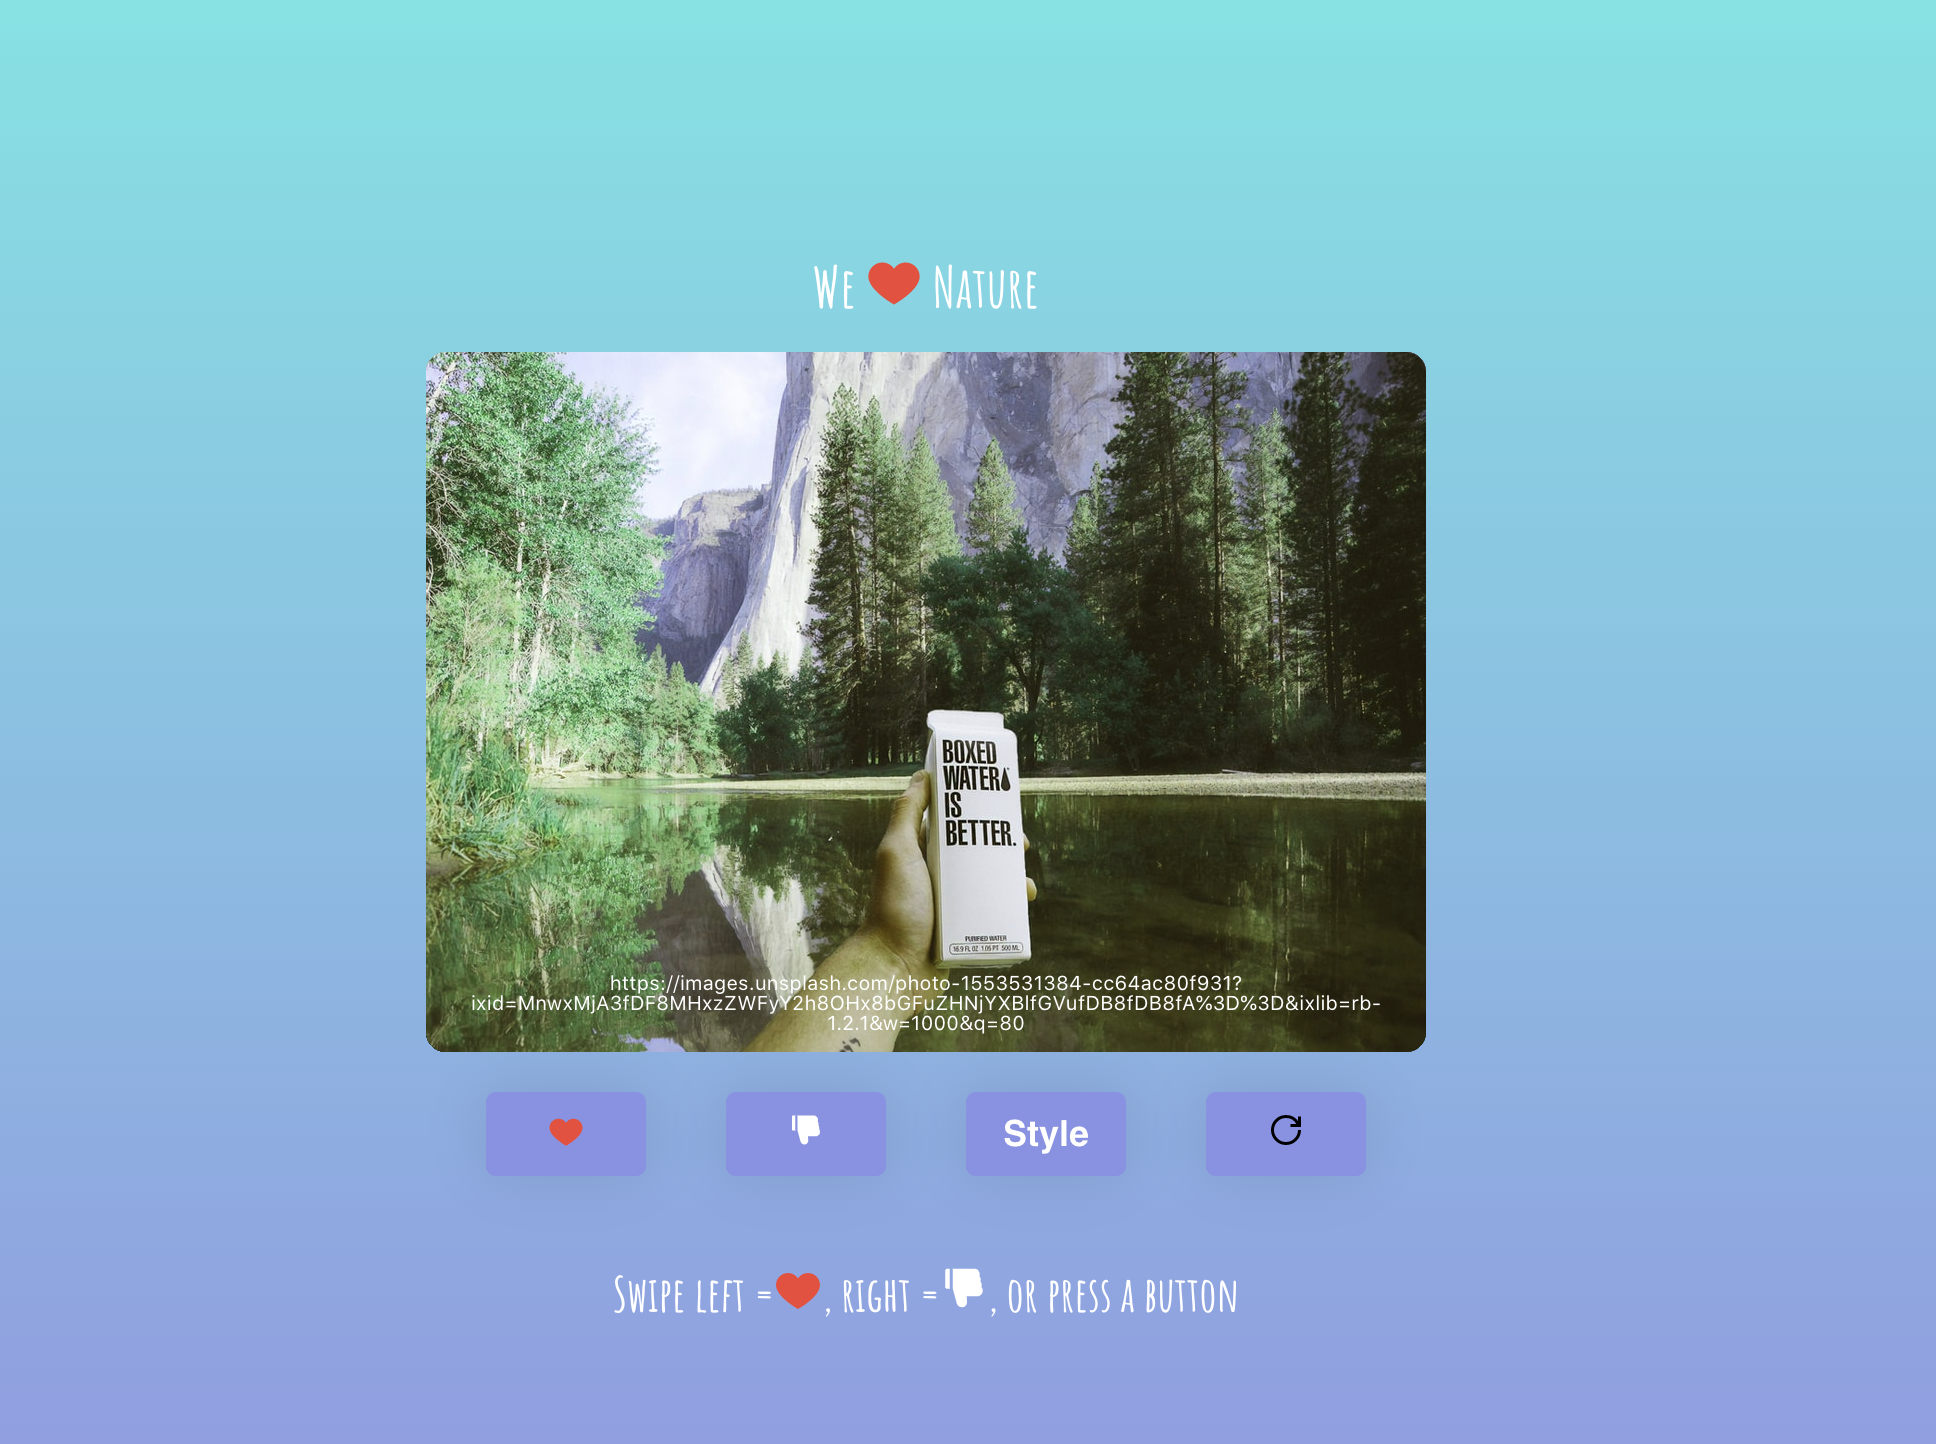 We Nature
BOXED
WATER
IS
BETTER.
PURIFIED WATER
16.9 FL OZ 1.06 PT 500 ML
https://images.unsplash.com/photo-1553531384-cc64ac80f931?
ixid=MnwxMjA3fDF8MHxzZWFyY2h8OHx8bGFuZHNjYXBlfGVufDB8fDB8fA%3D%3D&ixlib=rb-
1.2.1&w=1000&q=80
Style
Swipe left = , right = , or press a button